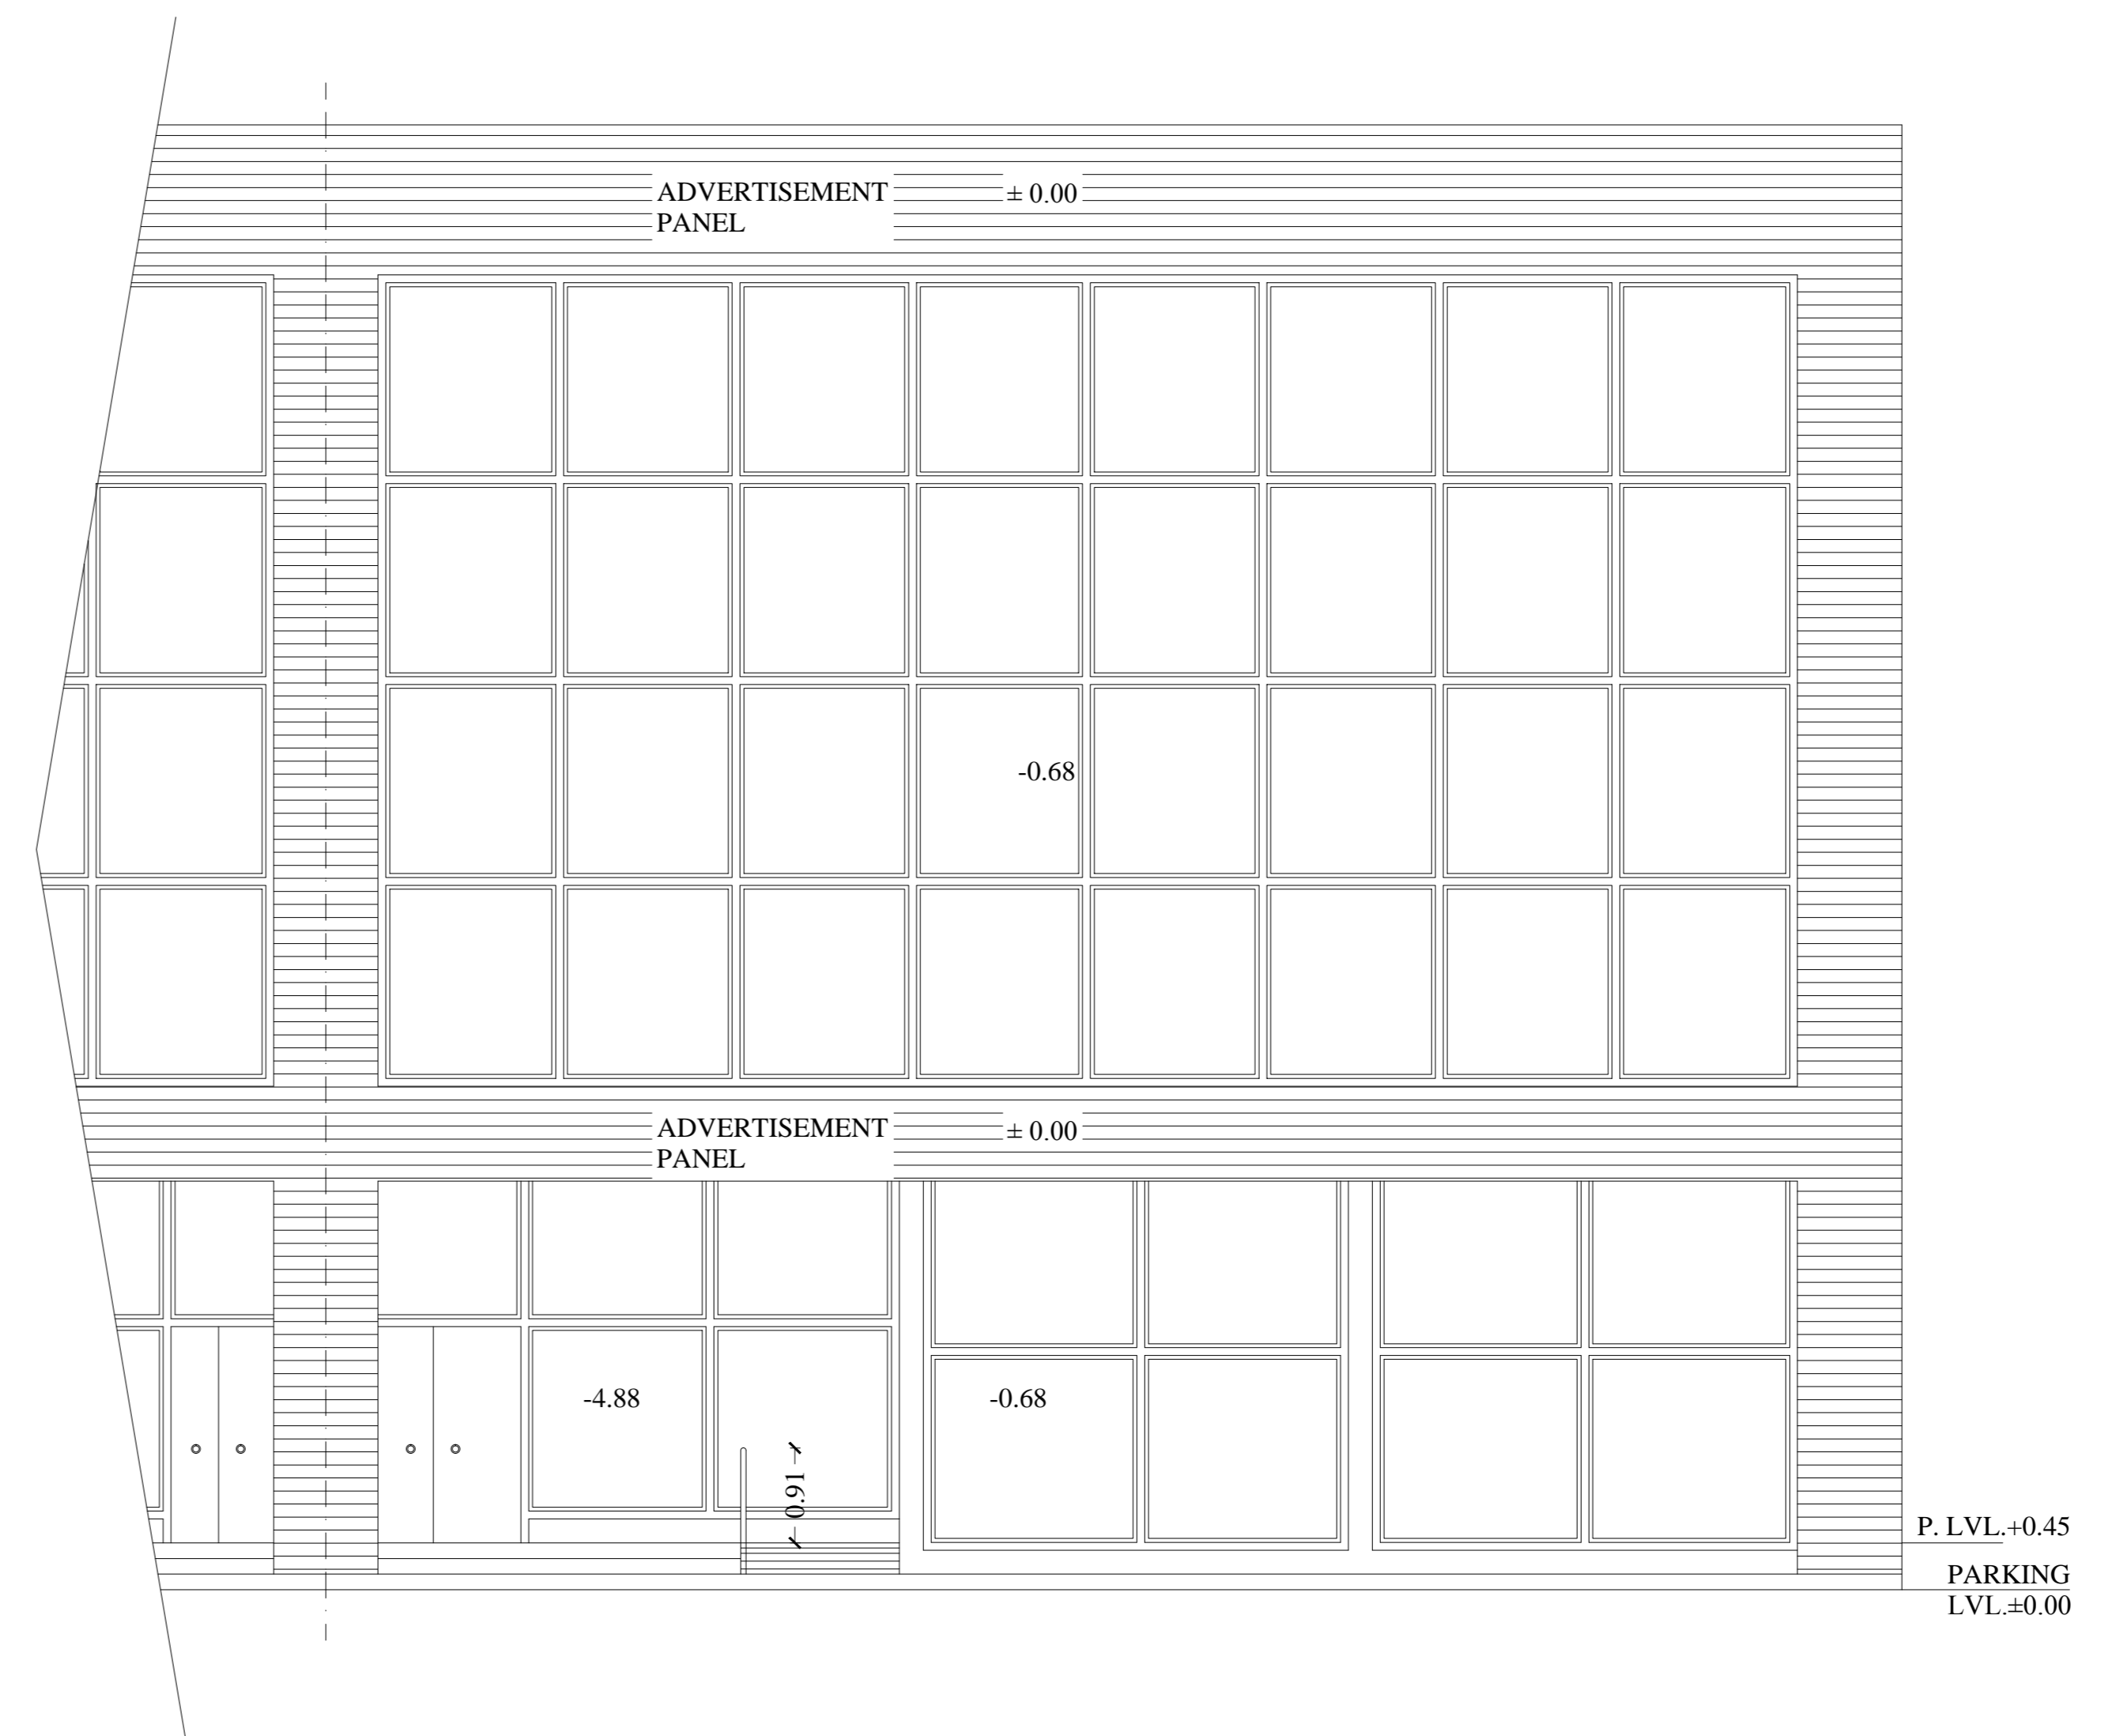 ADVERTISEMENT
PANEL
± 0.00
-0.68
ADVERTISEMENT
PANEL
± 0.00
-4.88
-0.68
0.91
P. LVL.+0.45
PARKING
LVL.±0.00